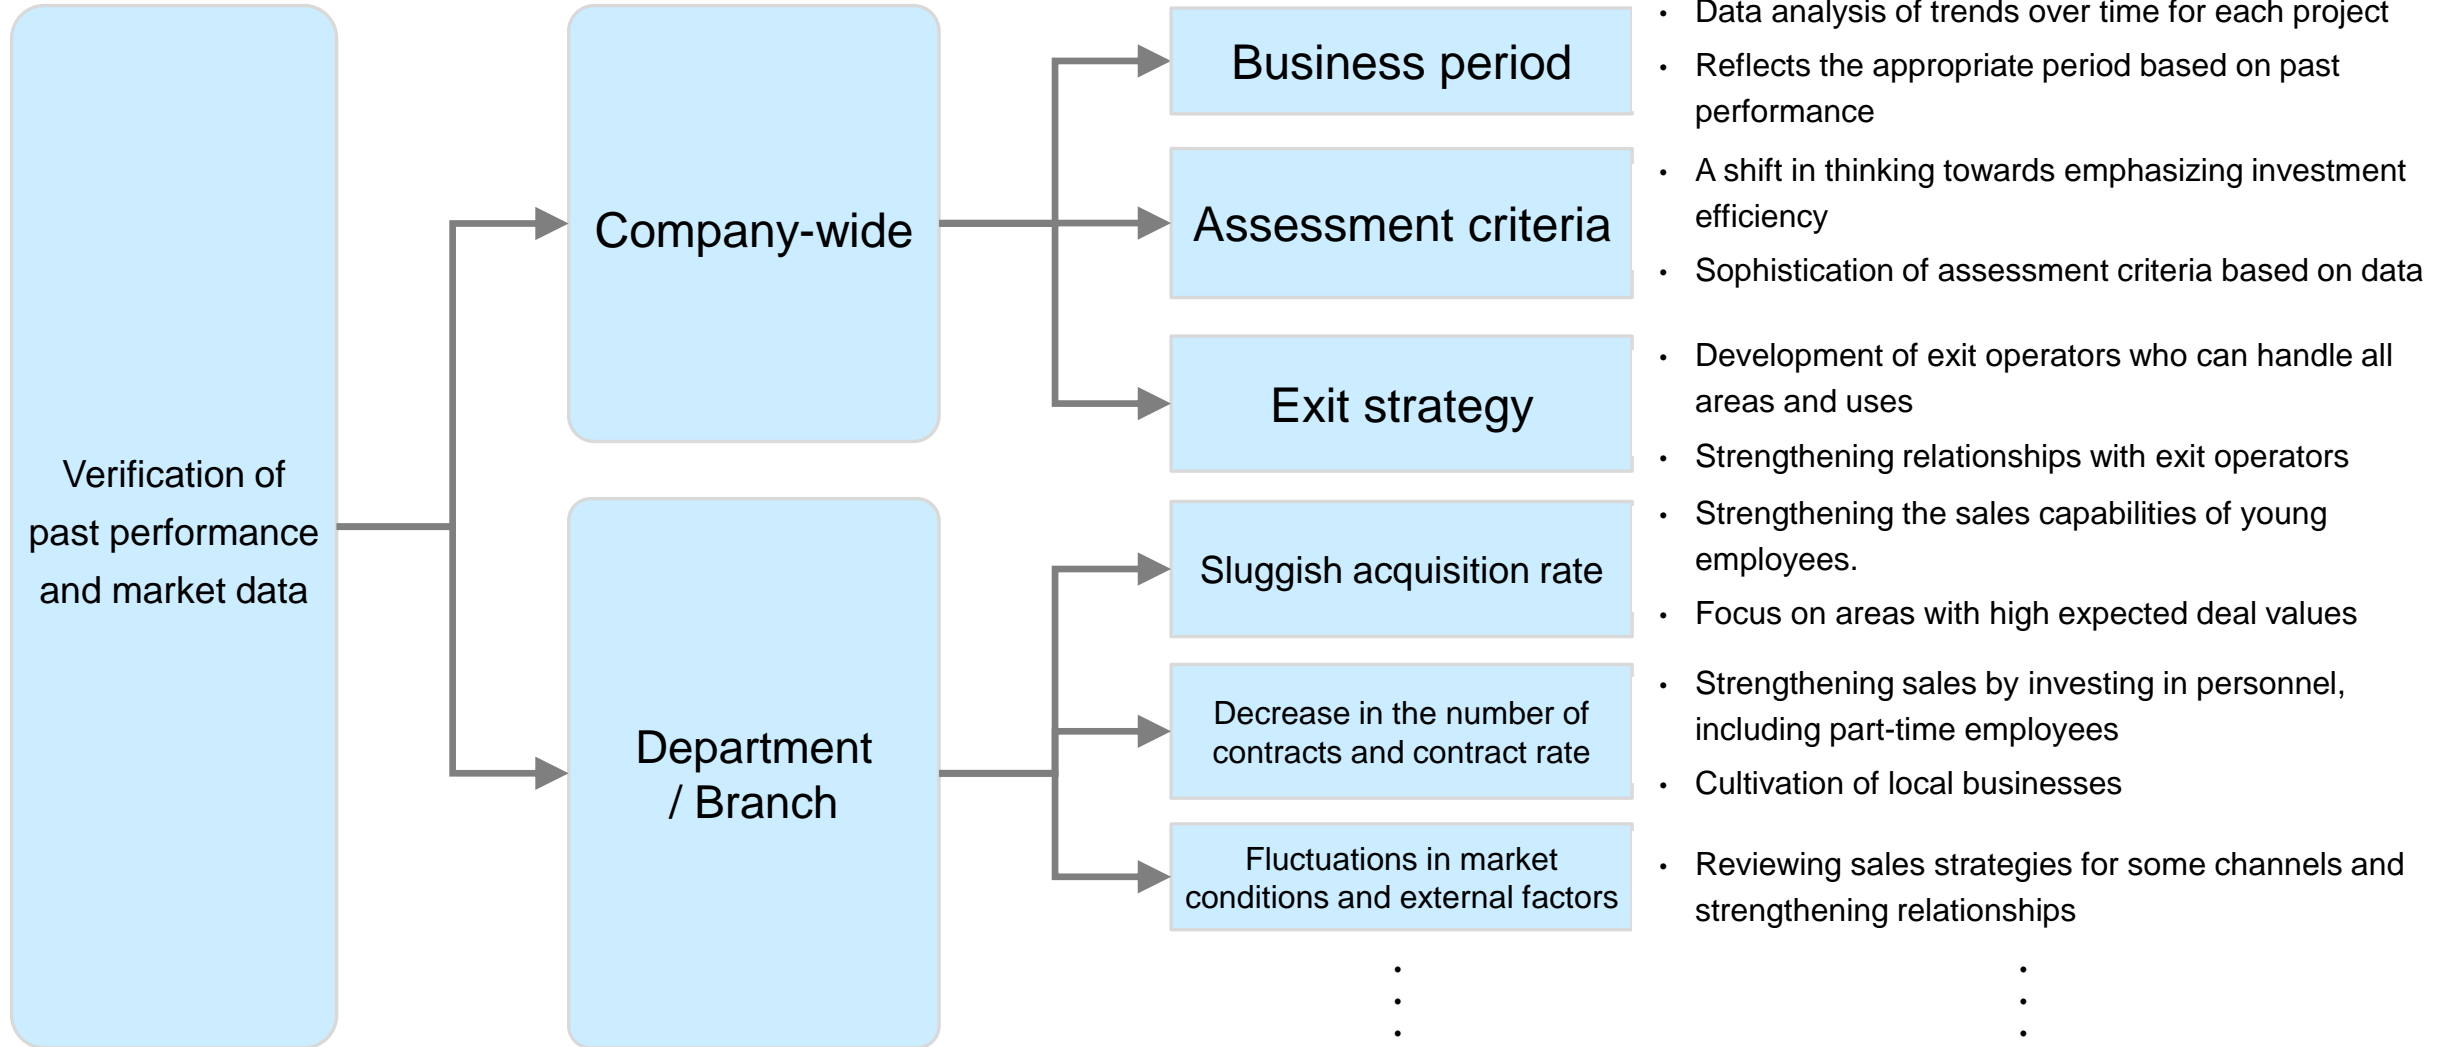 Verification of
past performance
and market data
Company-wide
Department
/ Branch
Business period
・ Data analysis of trends over time for each project
・ Reflects the appropriate period based on past
performance
Assessment criteria
・ A shift in thinking towards emphasizing investment
efficiency
・ Sophistication of assessment criteria based on data
Exit strategy
・ Development of exit operators who can handle all
areas and uses
・ Strengthening relationships with exit operators
Sluggish acquisition rate
・ Strengthening the sales capabilities of young
employees.
・ Focus on areas with high expected deal values
Decrease in the number of
contracts and contract rate
・ Strengthening sales by investing in personnel,
including part-time employees
・ Cultivation of local businesses
Fluctuations in market
conditions and external factors
・ Reviewing sales strategies for some channels and
strengthening relationships
・
・
・
・
・
・